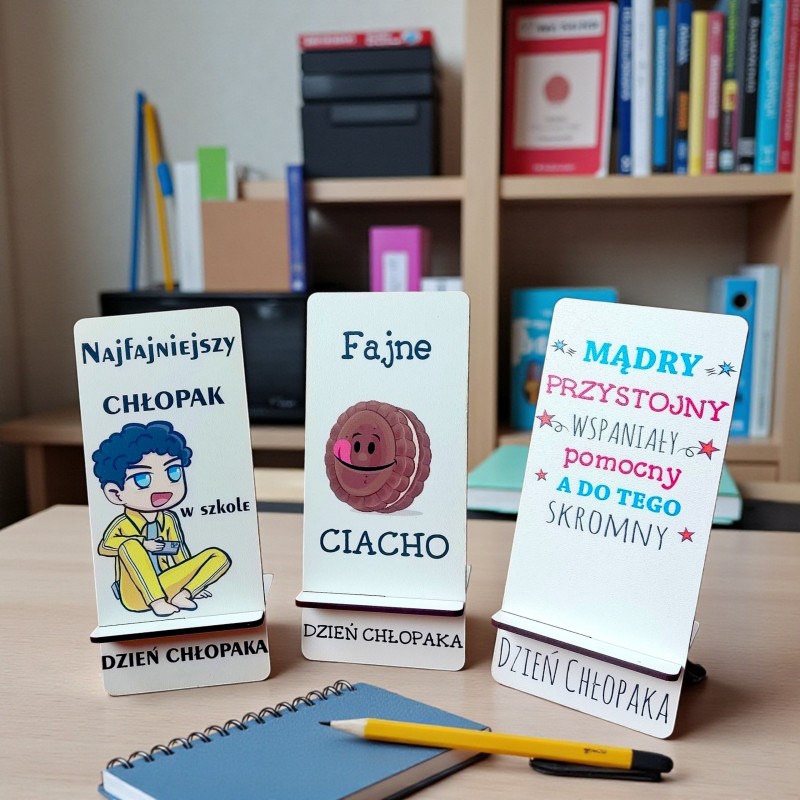 Najfajniejszy
CHŁOPAK
w szkole
DZIEŃ CHŁOPAKA
Fajne
CIACHO
DZIEŃ CHŁOPAKA
MĄDRY
PRZYSTOJNY
WSPANIAŁY
pomocny
A DO TEGO
SKROMNY
DZIEŃ CHŁOPAKA